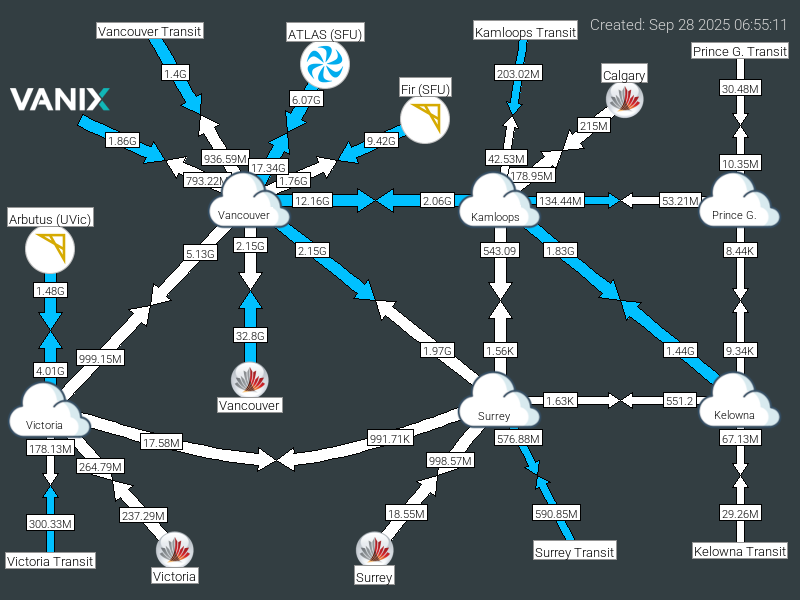 Created: Sep 28 2025 06:55:11
Vancouver Transit
ATLAS (SFU)
Kamloops Transit
Prince G. Transit
1.4G
203.02M
Calgary
6.07G
Fir (SFU)
30.48M
VANIX
215M
1.86G
9.42G
936.59M
42.53M
10.35M
17.34G
793.22M
1.76G
178.95M
12.16G
2.06G
134.44M
53.21M
Arbutus (UVic)
Vancouver
Kamloops
Prince G.
5.13G
2.15G
2.15G
543.09
1.83G
8.44K
1.48G
32.8G
4.01G
999.15M
1.97G
1.56K
1.44G
9.34K
Vancouver
1.63K
551.2
Victoria
Surrey
Kelowna
178.13M
17.58M
991.71K
576.88M
67.13M
264.79M
998.57M
300.33M
237.29M
18.55M
590.85M
29.26M
Victoria Transit
Victoria
Surrey
Surrey Transit
Kelowna Transit